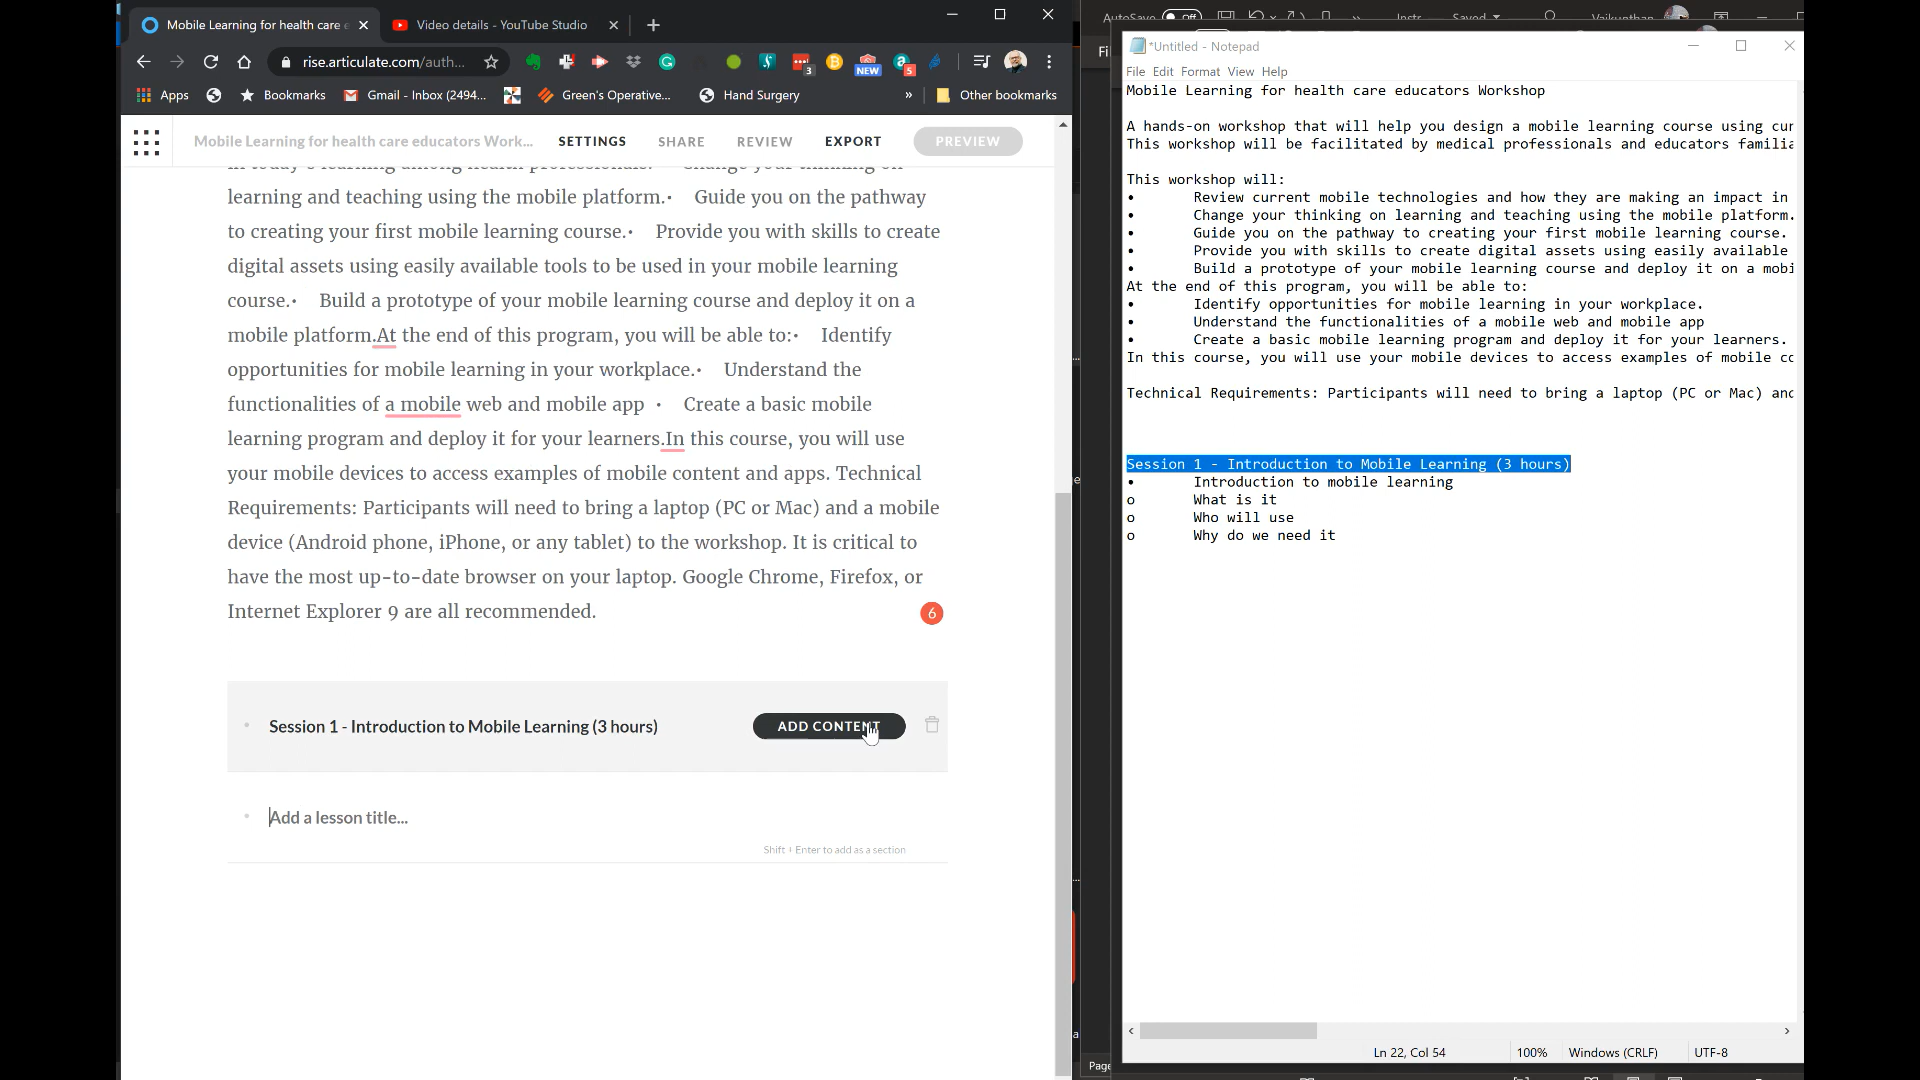 Mobile Learning for health care e
Video details - YouTube Studio
rise.articulate.com/auth...
3
NEW
5
Apps
Bookmarks
Gmail - Inbox (2494...
Green's Operative...
Hand Surgery
»
Other bookmarks
Mobile Learning for health care educators Work...
SETTINGS
SHARE
REVIEW
EXPORT
PREVIEW
in today's learning among health professionals.•    Change your thinking on
learning and teaching using the mobile platform.•    Guide you on the pathway
to creating your first mobile learning course.•    Provide you with skills to create
digital assets using easily available tools to be used in your mobile learning
course.•    Build a prototype of your mobile learning course and deploy it on a
mobile platform.At the end of this program, you will be able to:•    Identify
opportunities for mobile learning in your workplace.•    Understand the
functionalities of a mobile web and mobile app  •    Create a basic mobile
learning program and deploy it for your learners.In this course, you will use
your mobile devices to access examples of mobile content and apps. Technical
Requirements: Participants will need to bring a laptop (PC or Mac) and a mobile
device (Android phone, iPhone, or any tablet) to the workshop. It is critical to
have the most up-to-date browser on your laptop. Google Chrome, Firefox, or
Internet Explorer 9 are all recommended.
6
Session 1 - Introduction to Mobile Learning (3 hours)
ADD CONTENT
Add a lesson title...
Shift + Enter to add as a section
AutoSave
Off
Instr...
Saved
Vaikunthan
Fi
*Untitled - Notepad
File Edit Format View Help
Mobile Learning for health care educators Workshop
A hands-on workshop that will help you design a mobile learning course using cur
This workshop will be facilitated by medical professionals and educators familia
This workshop will:
•	Review current mobile technologies and how they are making an impact in
•	Change your thinking on learning and teaching using the mobile platform.
•	Guide you on the pathway to creating your first mobile learning course.
•	Provide you with skills to create digital assets using easily available
•	Build a prototype of your mobile learning course and deploy it on a mobi
At the end of this program, you will be able to:
•	Identify opportunities for mobile learning in your workplace.
•	Understand the functionalities of a mobile web and mobile app
•	Create a basic mobile learning program and deploy it for your learners.
In this course, you will use your mobile devices to access examples of mobile co
Technical Requirements: Participants will need to bring a laptop (PC or Mac) and
Session 1 - Introduction to Mobile Learning (3 hours)
•	Introduction to mobile learning
o	What is it
o	Who will use
o	Why do we need it
Ln 22, Col 54
100%
Windows (CRLF)
UTF-8
Page